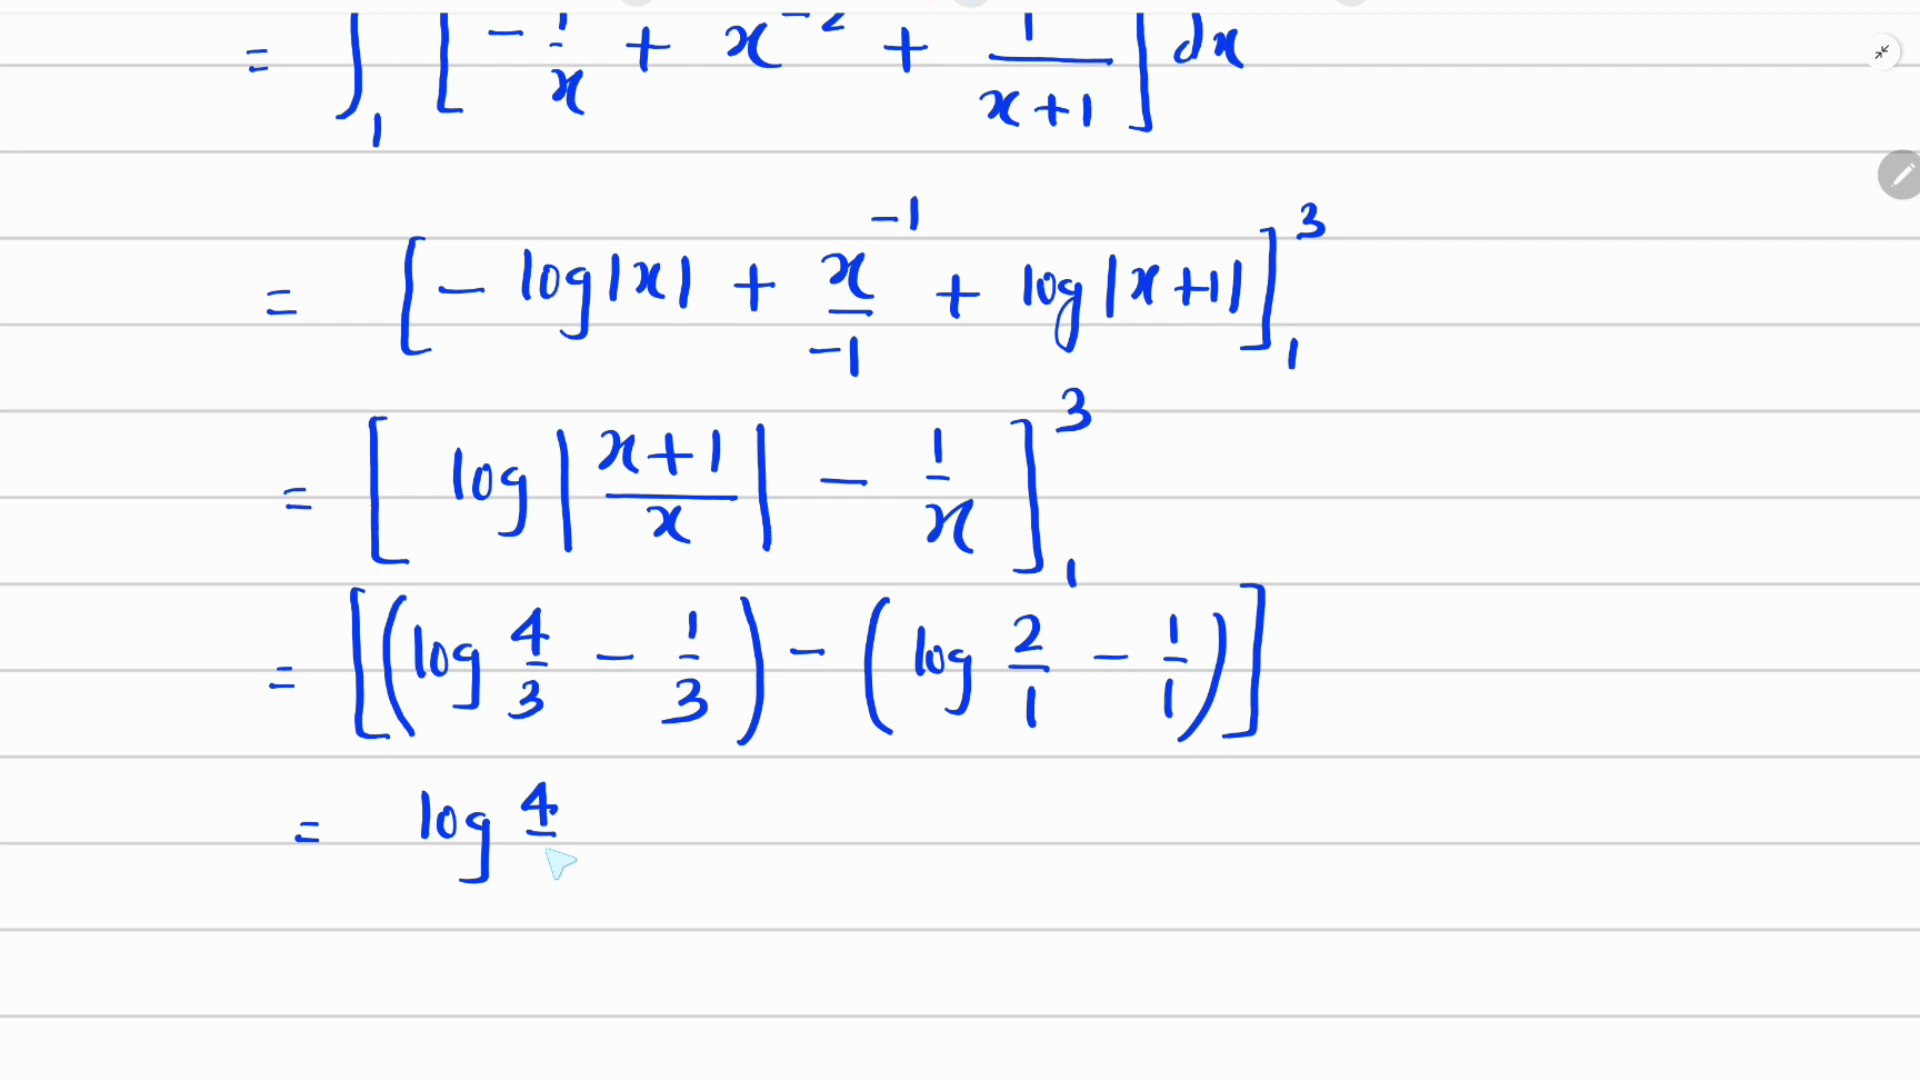 = ∫₁ [ - 1/x + x⁻² + 1/(x+1) ] dx
= [ - log|x| + x⁻¹/-1 + log|x+1| ]₁³
= [ log| (x+1)/x | - 1/x ]₁³
= [ ( log 4/3 - 1/3 ) - ( log 2/1 - 1/1 ) ]
= log 4/